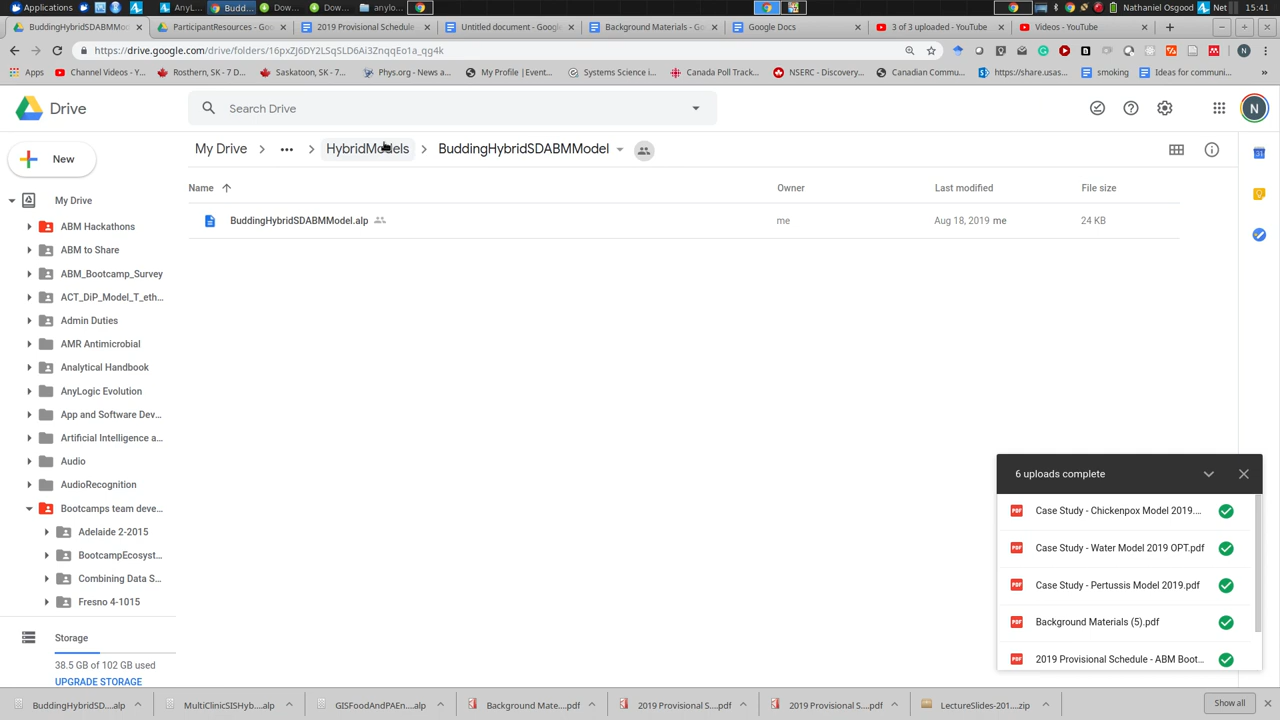 Applications AnyL... Budd... Dow... Dow... anylo... Nathaniel Osgood Net 15:41
BuddingHybridSDABMMod ParticipantResources - Goo 2019 Provisional Schedule Untitled document - Googl Background Materials - Go Google Docs 3 of 3 uploaded - YouTube Videos - YouTube
https://drive.google.com/drive/folders/16pxZJ6DY2LSqSLD6Ai3ZnqqEo1a_qg4k
Apps Channel Videos - Y... Rosthern, SK - 7 D... Saskatoon, SK - 7... Phys.org - News a... My Profile |Event... Systems Science i... Canada Poll Track... NSERC - Discovery... Canadian Commu... https://share.usas... smoking Ideas for communi... »
Drive Search Drive N
New My Drive ... HybridModels BuddingHybridSDABMModel
Name Owner Last modified File size
BuddingHybridSDABMModel.alp me Aug 18, 2019 me 24 KB
My Drive
ABM Hackathons
ABM to Share
ABM_Bootcamp_Survey
ACT_DiP_Model_T_eth...
Admin Duties
AMR Antimicrobial
Analytical Handbook
AnyLogic Evolution
App and Software Dev...
Artificial Intelligence a...
Audio
AudioRecognition
Bootcamps team deve...
Adelaide 2-2015
BootcampEcosyst...
Combining Data S...
Fresno 4-1015
Storage
38.5 GB of 102 GB used
UPGRADE STORAGE
6 uploads complete
Case Study - Chickenpox Model 2019....
Case Study - Water Model 2019 OPT.pdf
Case Study - Pertussis Model 2019.pdf
Background Materials (5).pdf
2019 Provisional Schedule - ABM Boot...
BuddingHybridSD....alp MultiClinicSISHyb....alp GISFoodAndPAEn....alp Background Mate....pdf 2019 Provisional S....pdf 2019 Provisional S....pdf LectureSlides-201....zip Show all